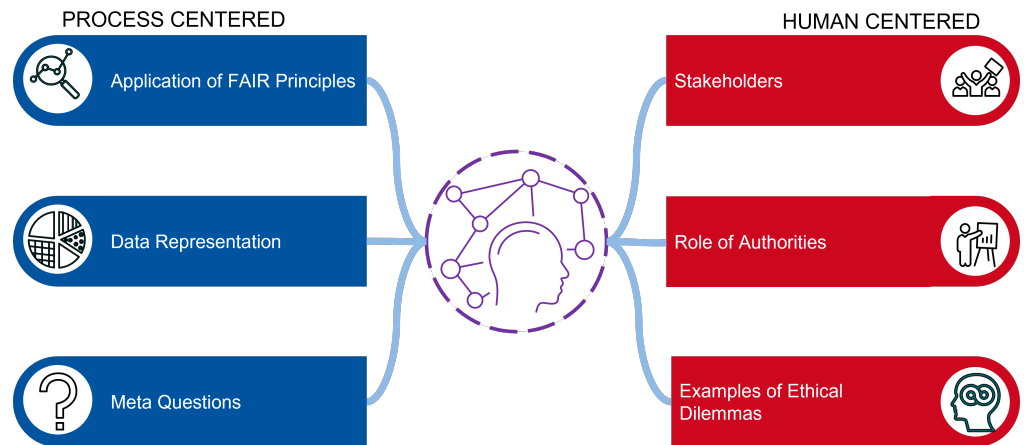 PROCESS CENTERED
Application of FAIR Principles
Data Representation
Meta Questions
HUMAN CENTERED
Stakeholders
Role of Authorities
Examples of Ethical
Dilemmas